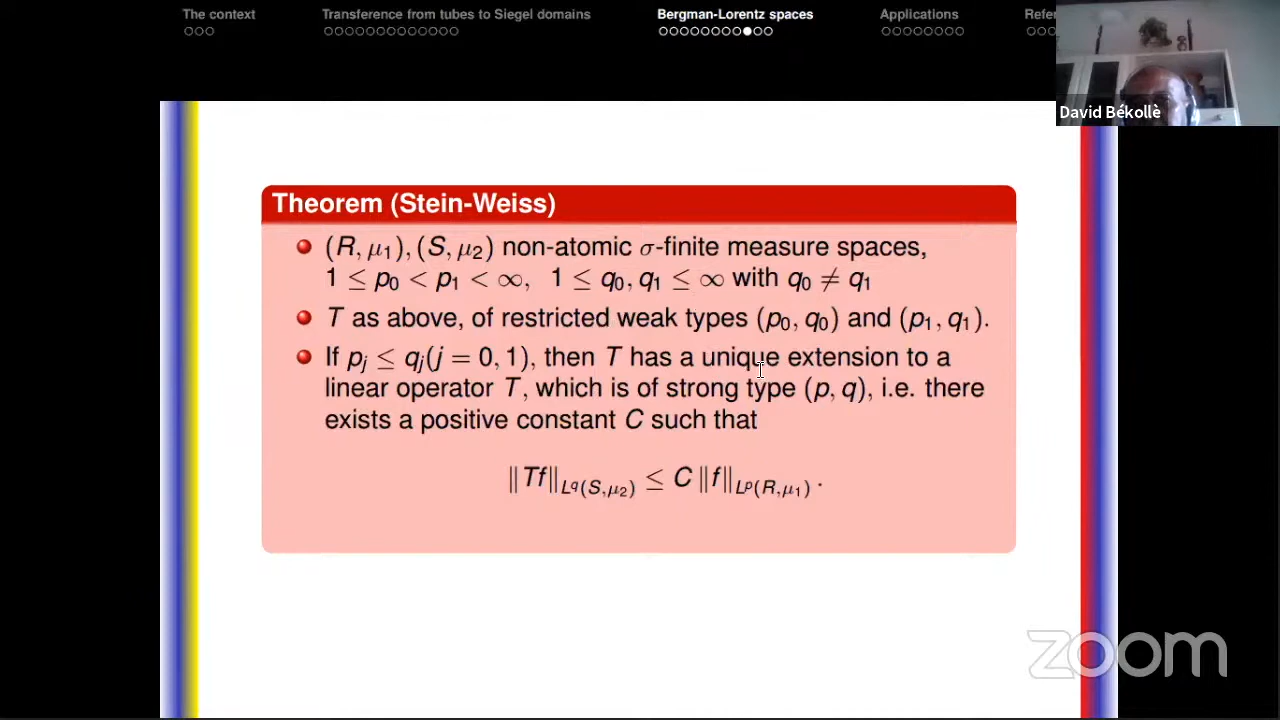 The context
Transference from tubes to Siegel domains
Bergman-Lorentz spaces
Applications
Refer
David Békollè
Theorem (Stein-Weiss)
(R, μ₁), (S, μ₂) non-atomic σ-finite measure spaces,
1 ≤ p₀ < p₁ < ∞, 1 ≤ q₀, q₁ ≤ ∞ with q₀ ≠ q₁
T as above, of restricted weak types (p₀, q₀) and (p₁, q₁).
If pⱼ ≤ qⱼ(j = 0, 1), then T has a unique extension to a
linear operator T, which is of strong type (p, q), i.e. there
exists a positive constant C such that
‖Tf‖_{L^q(S,μ₂)} ≤ C ‖f‖_{L^p(R,μ₁)} .
zoom